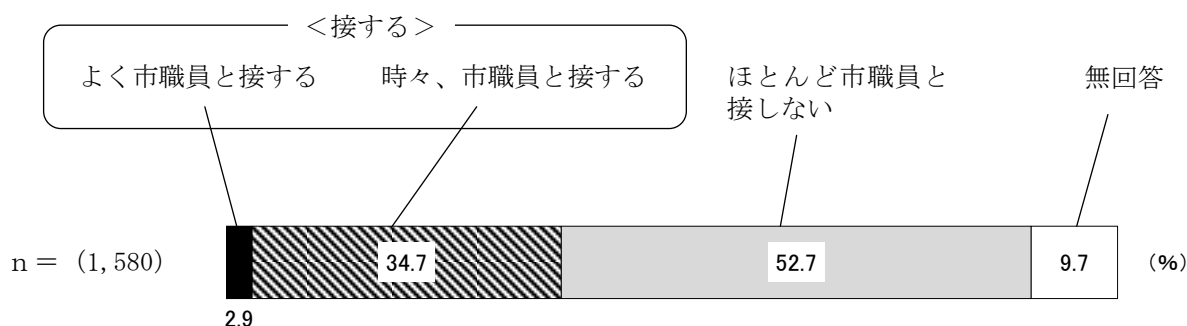 ＜接する＞
よく市職員と接する　時々、市職員と接する
ほとんど市職員と
接しない
無回答
n＝（1,580）
34.7
52.7
9.7
（%）
2.9